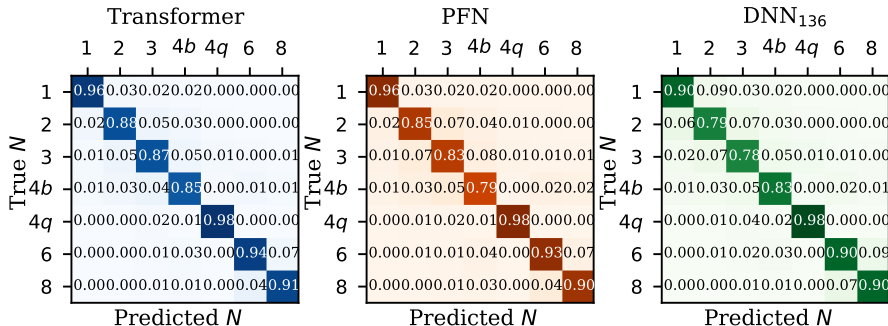 Transformer
1 2 3 4b 4q 6 8
True N
1 0.96 0.03 0.02 0.02 0.00 0.00 0.00
2 0.02 0.88 0.05 0.03 0.00 0.00 0.00
3 0.01 0.05 0.87 0.05 0.01 0.00 0.01
4b 0.01 0.03 0.04 0.85 0.00 0.01 0.01
4q 0.00 0.00 0.02 0.01 0.98 0.00 0.00
6 0.00 0.01 0.01 0.03 0.00 0.94 0.07
8 0.00 0.01 0.01 0.01 0.00 0.04 0.91
Predicted N
PFN
1 2 3 4b 4q 6 8
True N
1 0.96 0.03 0.01 0.02 0.00 0.00 0.00
2 0.02 0.85 0.07 0.04 0.01 0.00 0.00
3 0.01 0.07 0.83 0.08 0.01 0.01 0.01
4b 0.01 0.03 0.05 0.79 0.00 0.02 0.02
4q 0.00 0.01 0.02 0.01 0.98 0.00 0.00
6 0.00 0.01 0.01 0.04 0.00 0.93 0.07
8 0.00 0.01 0.01 0.03 0.00 0.04 0.90
Predicted N
DNN136
1 2 3 4b 4q 6 8
True N
1 0.90 0.09 0.03 0.02 0.00 0.00 0.00
2 0.06 0.79 0.07 0.03 0.00 0.00 0.00
3 0.02 0.07 0.78 0.05 0.01 0.01 0.01
4b 0.01 0.03 0.05 0.83 0.00 0.02 0.01
4q 0.00 0.01 0.04 0.02 0.98 0.00 0.00
6 0.00 0.01 0.02 0.03 0.00 0.90 0.09
8 0.00 0.01 0.01 0.01 0.00 0.07 0.90
Predicted N